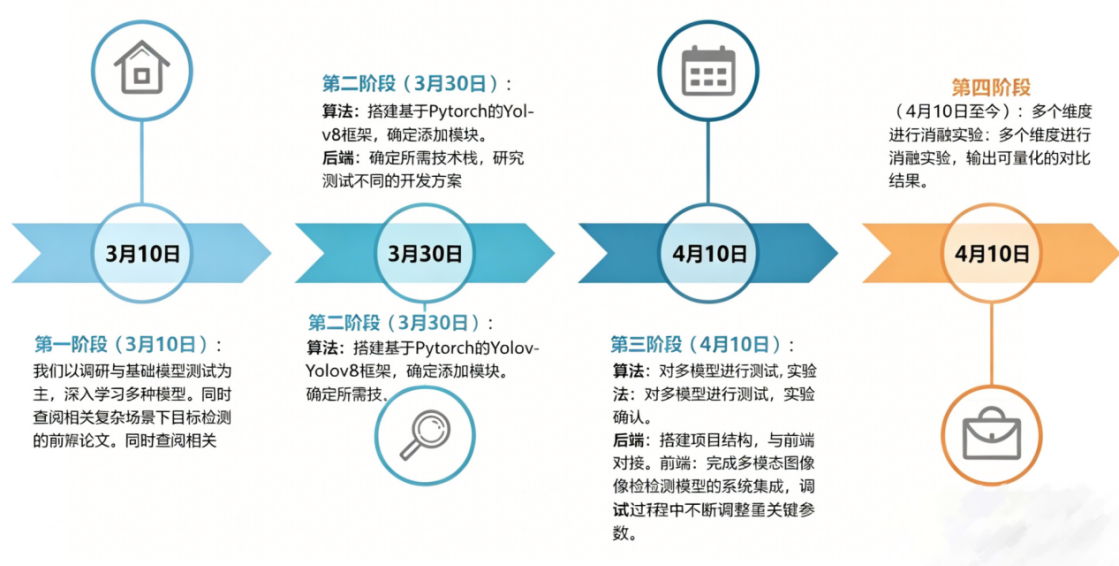 3月10日
第一阶段（3月10日）：
我们以调研与基础模型测试为
主，深入学习多种模型。同时
查阅相关复杂场景下目标检测
的前沿论文。同时查阅相关
第二阶段（3月30日）：
算法：搭建基于Pytorch的Yol-
v8框架，确定添加模块。
后端：确定所需技术栈，研究
测试不同的开发方案
3月30日
第二阶段（3月30日）：
算法：搭建基于Pytorch的Yolov-
Yolov8框架，确定添加模块。
确定所需技.
4月10日
第三阶段（4月10日）：
算法：对多模型进行测试, 实验
法：对多模型进行测试，实验
确认。
后端：搭建项目结构，与前端
对接。前端：完成多模态图像
像检检测模型的系统集成，调
试过程中不断调整关键参
数。
第四阶段
（4月10日至今）：多个维度
进行消融实验：多个维度进行
消融实验，输出可量化的对比
结果。
4月10日